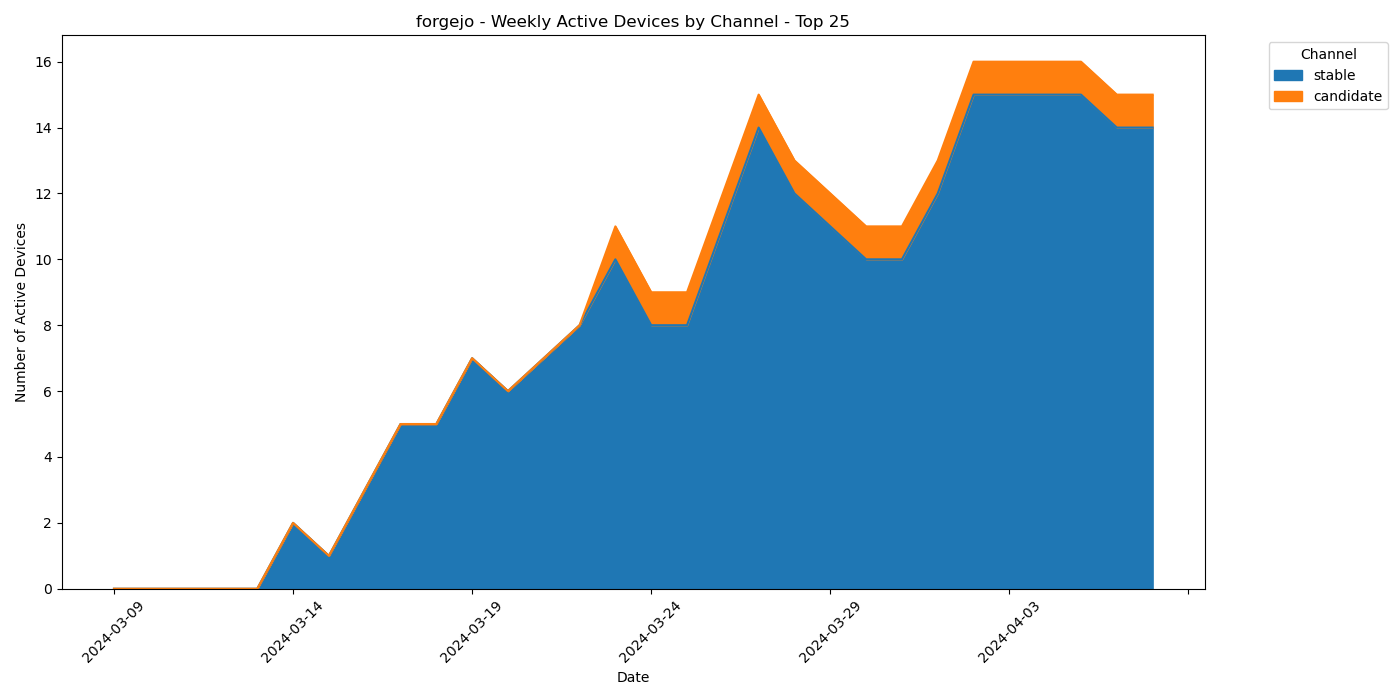 forgejo - Weekly Active Devices by Channel - Top 25
Channel
stable
candidate
Number of Active Devices
16
14
12
10
8
6
4
2
0
2024-03-09
2024-03-14
2024-03-19
2024-03-24
2024-03-29
2024-04-03
Date